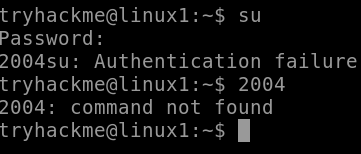 tryhackme@linux1:~$ su
Password:
2004su: Authentication failure
tryhackme@linux1:~$ 2004
2004: command not found
tryhackme@linux1:~$